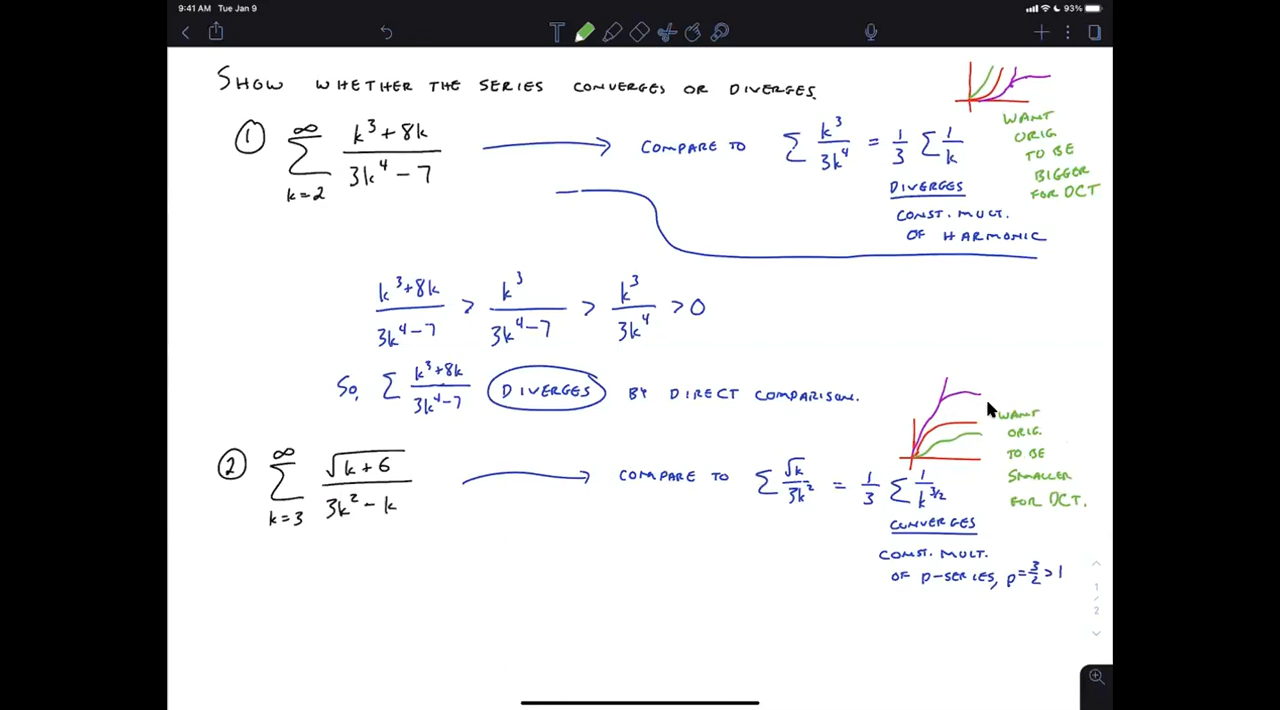 9:41 AM Tue Jan 9
93%
SHOW WHETHER THE SERIES CONVERGES OR DIVERGES.
① ∞ Σ k=2 (k³+8k)/(3k⁴−7) → COMPARE TO Σ k³/3k⁴ = 1/3 Σ 1/k
DIVERGES
CONST. MULT.
OF HARMONIC
WANT
ORIG
TO BE
BIGGER
FOR DCT
(k³+8k)/(3k⁴−7) > k³/(3k⁴−7) > k³/3k⁴ > 0
SO, Σ (k³+8k)/(3k⁴−7) DIVERGES BY DIRECT COMPARISON.
② ∞ Σ k=3 √(k+6)/(3k²−k) → COMPARE TO Σ √k/3k² = 1/3 Σ 1/k^(3/2)
CONVERGES
CONST. MULT.
OF P-SERIES, p=3/2>1
WANT
ORIG.
TO BE
SMALLER
FOR DCT.
1
/
2